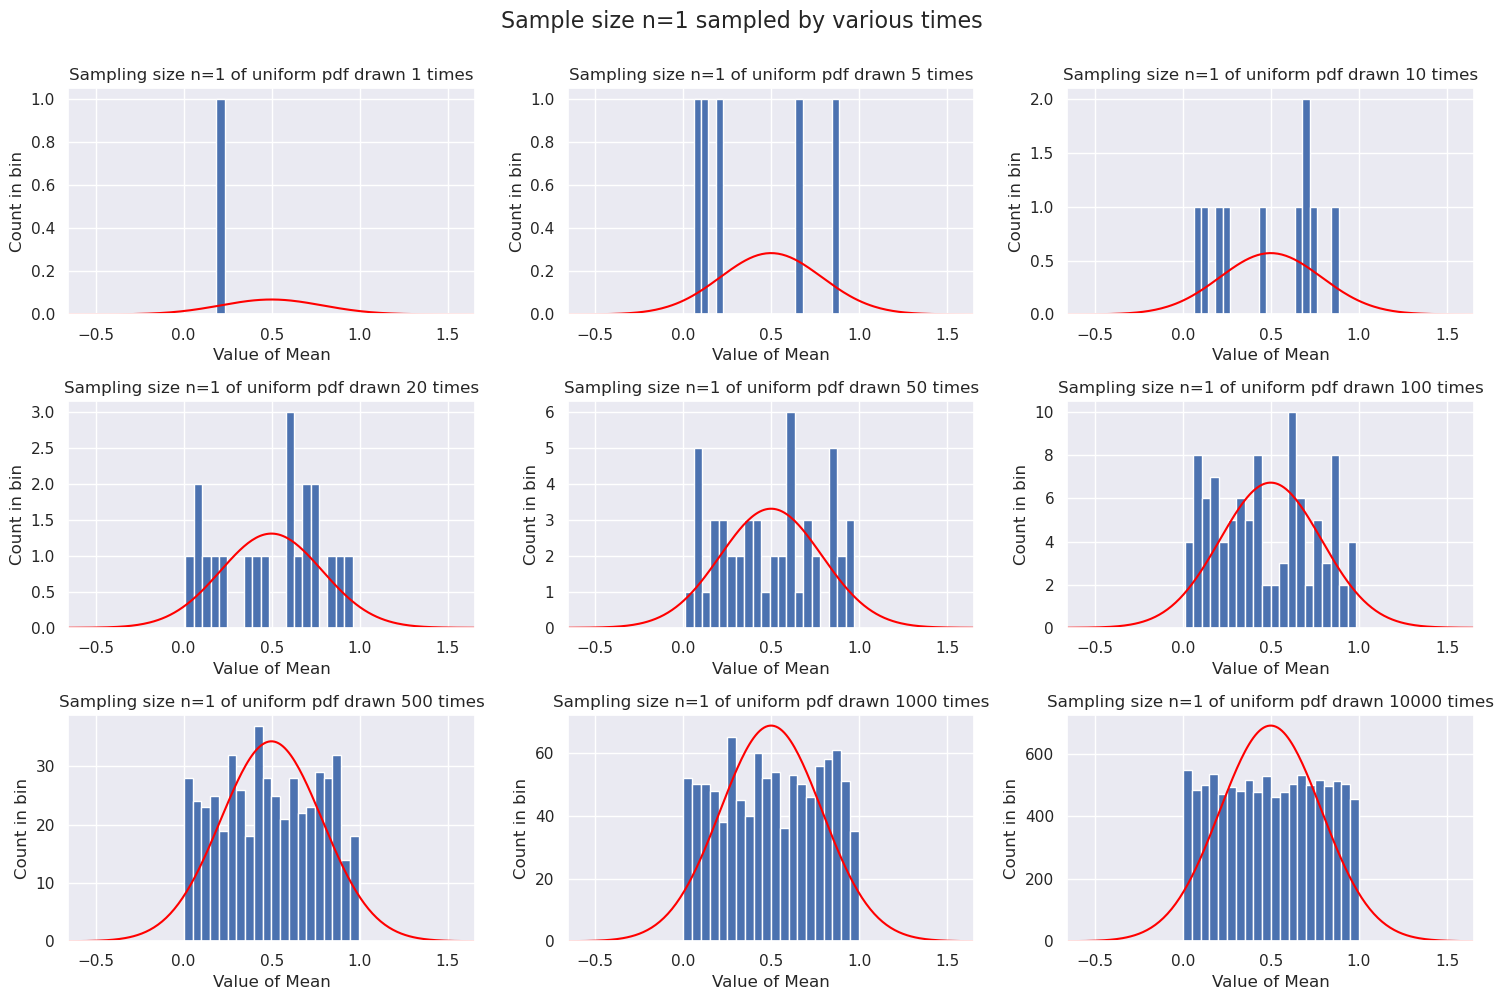 Sample size n=1 sampled by various times
Sampling size n=1 of uniform pdf drawn 1 times
Count in bin
1.0
0.8
0.6
0.4
0.2
0.0
−0.5 0.0 0.5 1.0 1.5
Value of Mean
Sampling size n=1 of uniform pdf drawn 5 times
Count in bin
1.0
0.8
0.6
0.4
0.2
0.0
−0.5 0.0 0.5 1.0 1.5
Value of Mean
Sampling size n=1 of uniform pdf drawn 10 times
Count in bin
2.0
1.5
1.0
0.5
0.0
−0.5 0.0 0.5 1.0 1.5
Value of Mean
Sampling size n=1 of uniform pdf drawn 20 times
Count in bin
3.0
2.5
2.0
1.5
1.0
0.5
0.0
−0.5 0.0 0.5 1.0 1.5
Value of Mean
Sampling size n=1 of uniform pdf drawn 50 times
Count in bin
6
5
4
3
2
1
0
−0.5 0.0 0.5 1.0 1.5
Value of Mean
Sampling size n=1 of uniform pdf drawn 100 times
Count in bin
10
8
6
4
2
0
−0.5 0.0 0.5 1.0 1.5
Value of Mean
Sampling size n=1 of uniform pdf drawn 500 times
Count in bin
30
20
10
0
−0.5 0.0 0.5 1.0 1.5
Value of Mean
Sampling size n=1 of uniform pdf drawn 1000 times
Count in bin
60
40
20
0
−0.5 0.0 0.5 1.0 1.5
Value of Mean
Sampling size n=1 of uniform pdf drawn 10000 times
Count in bin
600
400
200
0
−0.5 0.0 0.5 1.0 1.5
Value of Mean